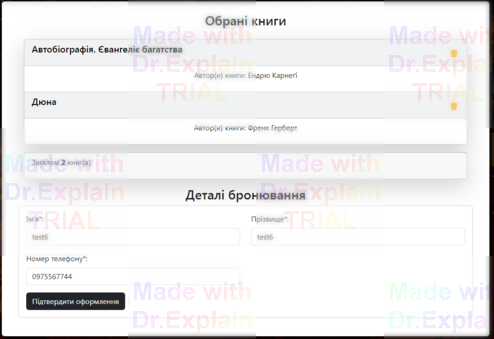 Обрані книги
Автобіографія. Євангеліє багатства
Автор(и) книги: Ендрю Карнегі
Дюна
Автор(и) книги: Френк Герберт
Загалом 2 книг(а)
Деталі бронювання
Ім'я*: Прізвище*:
test6 test6
Номер телефону*:
0975567744
Підтвердити оформлення
Made with
Dr.Explain
TRIAL
Made with
Dr.Explain
TRIAL
Made with
Dr.Explain
TRIAL
Made with
Dr.Explain
TRIAL
Made with
Dr.Explain
Made with
Dr.Explain